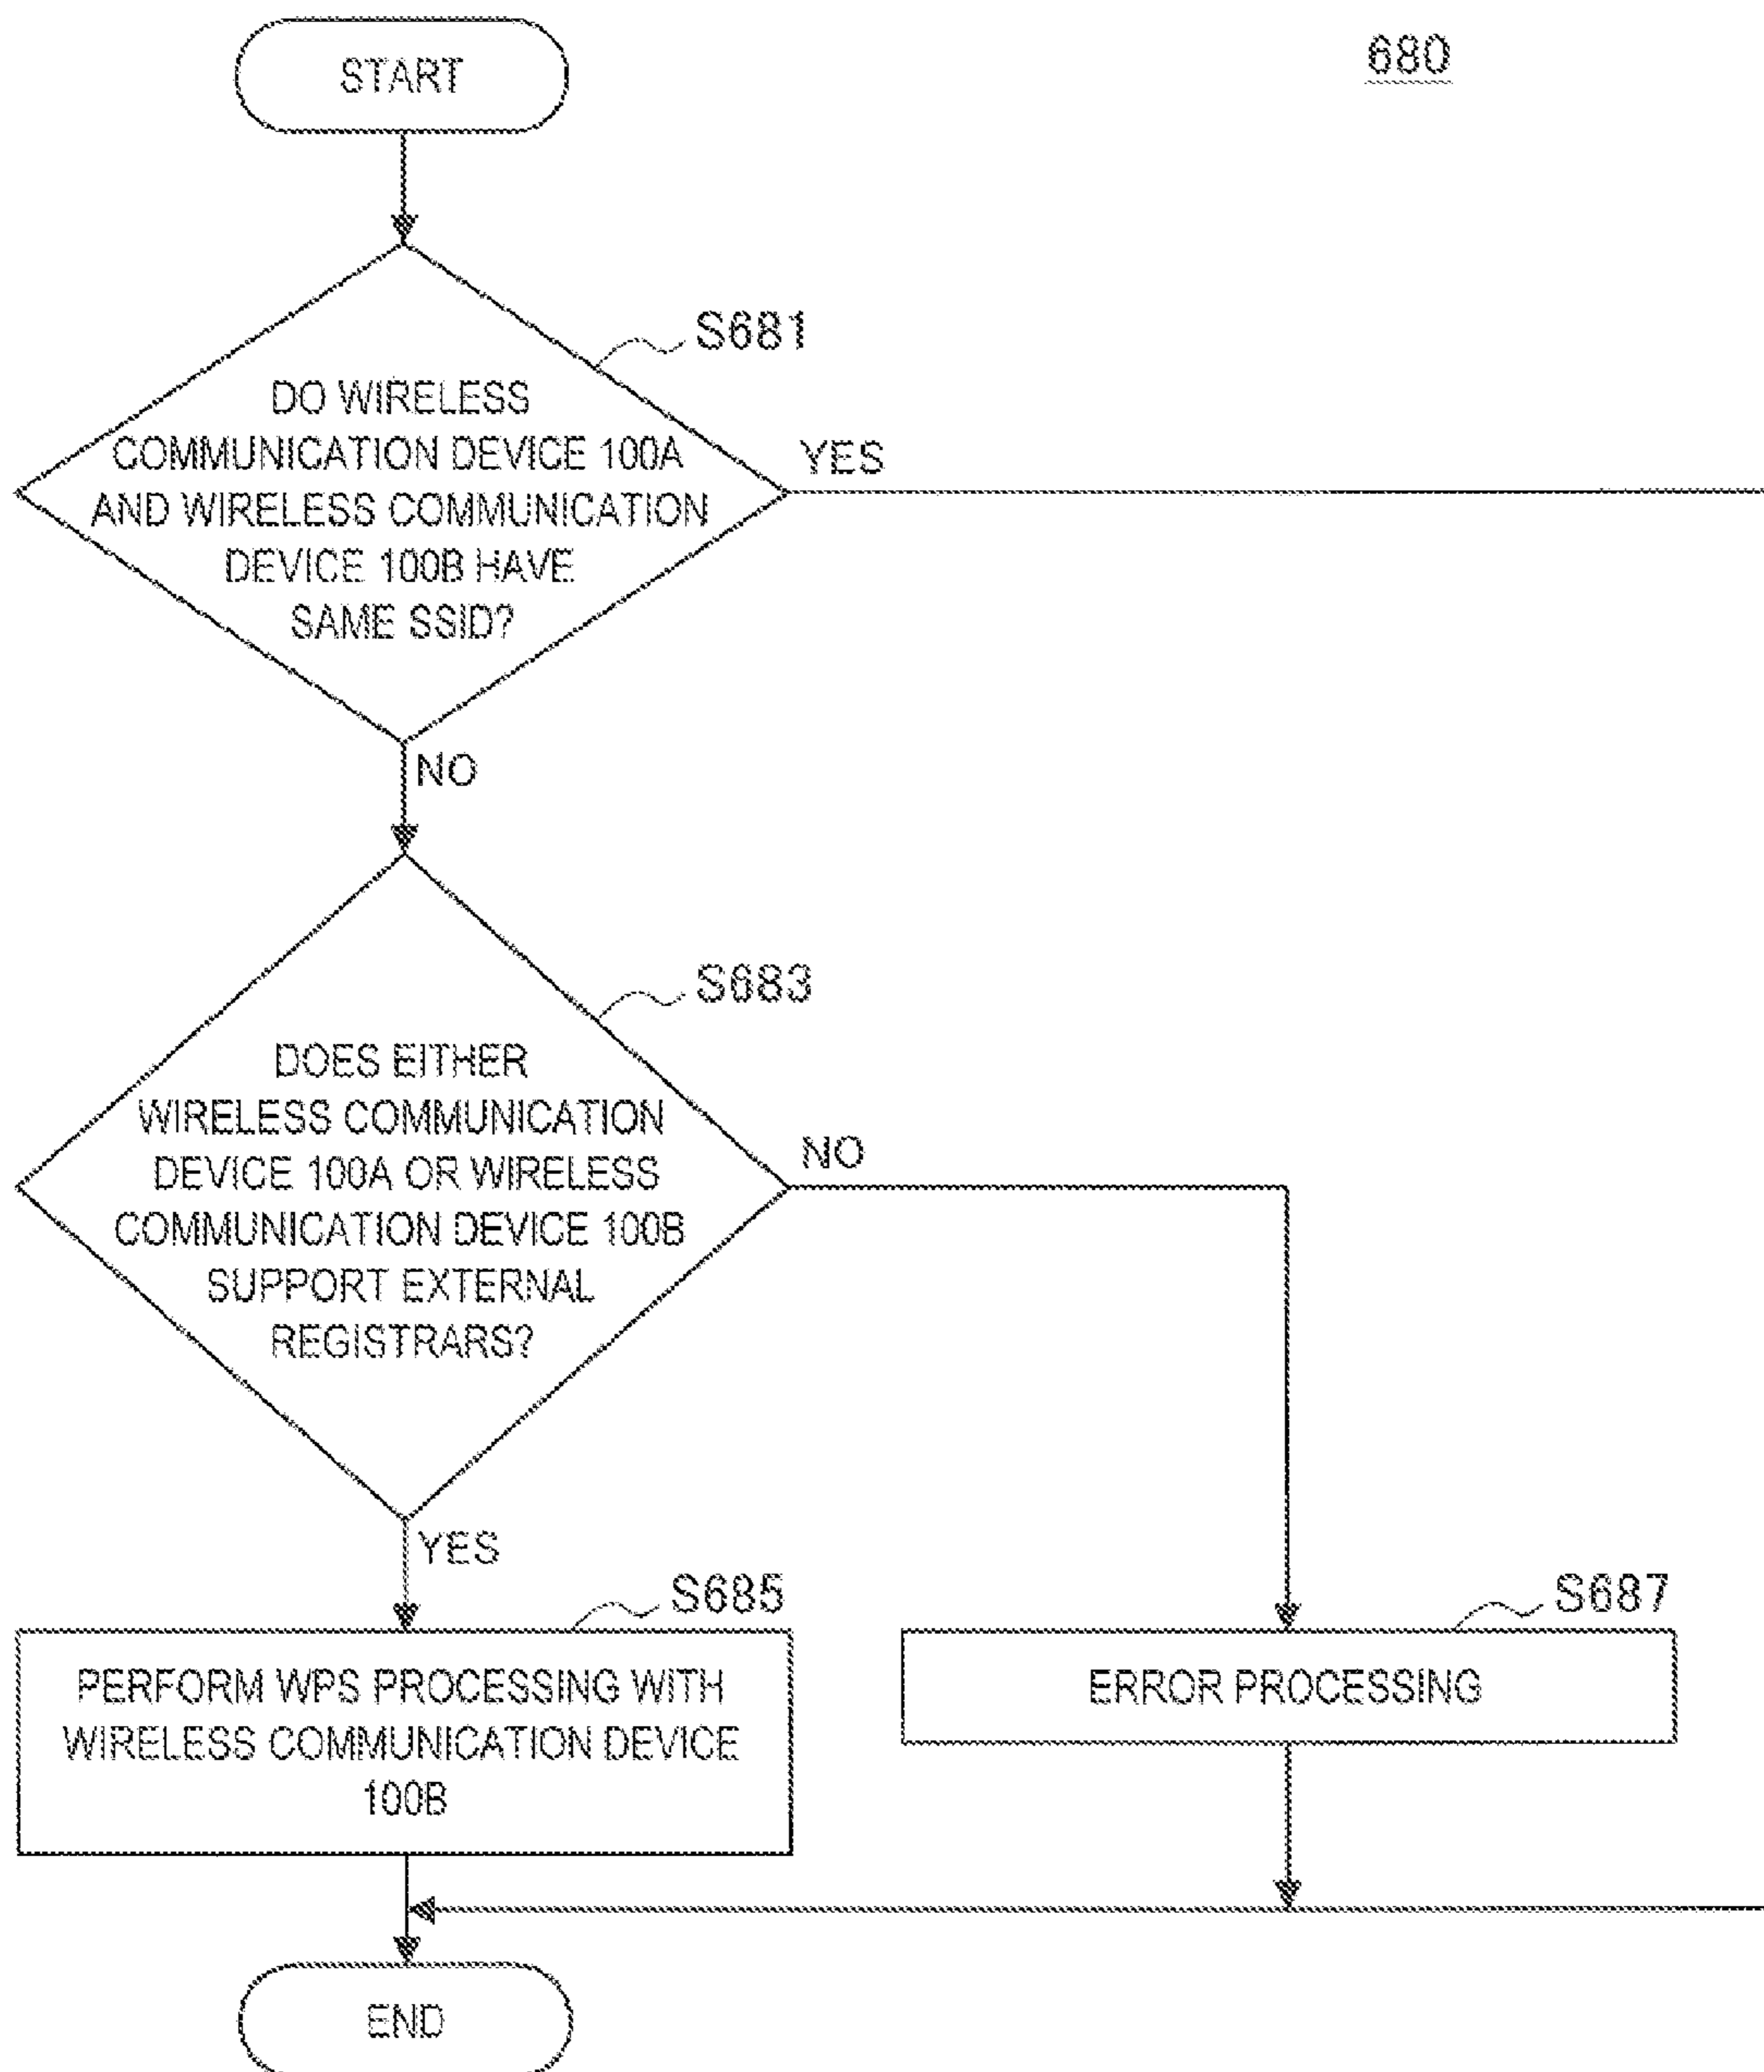 START
680
S681
DO WIRELESS
COMMUNICATION DEVICE 100A
AND WIRELESS COMMUNICATION
DEVICE 100B HAVE
SAME SSID?
YES
NO
S683
DOES EITHER
WIRELESS COMMUNICATION
DEVICE 100A OR WIRELESS
COMMUNICATION DEVICE 100B
SUPPORT EXTERNAL
REGISTRARS?
NO
YES
S685
PERFORM WPS PROCESSING WITH
WIRELESS COMMUNICATION DEVICE
100B
S687
ERROR PROCESSING
END